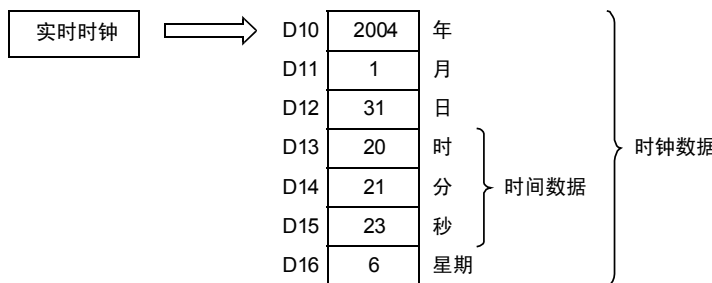 实时时钟
D10 2004 年
D11 1 月
D12 31 日
D13 20 时
D14 21 分
D15 23 秒
D16 6 星期
时间数据
时钟数据